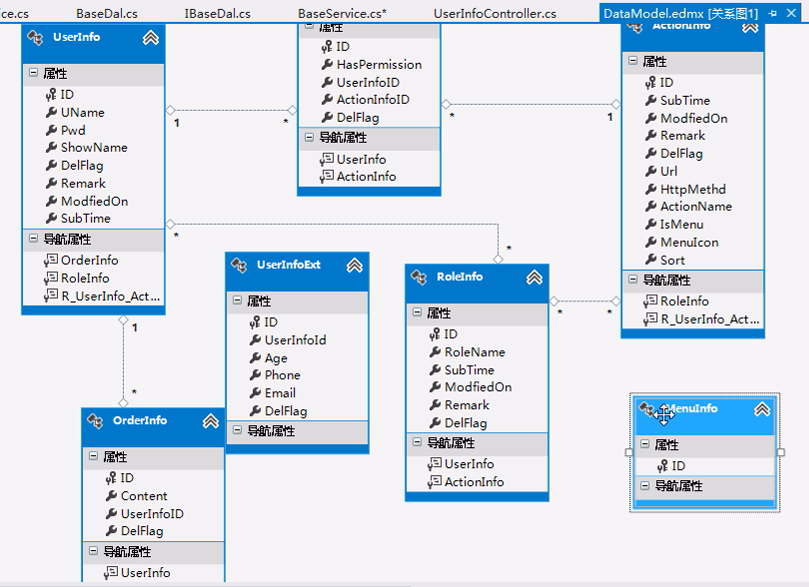 ce.cs BaseDal.cs IBaseDal.cs BaseService.cs* UserInfoController.cs DataModel.edmx [关系图1]
UserInfo
属性
ID
UName
Pwd
ShowName
DelFlag
Remark
ModfiedOn
SubTime
导航属性
OrderInfo
RoleInfo
R_UserInfo_Act...
属性
ID
HasPermission
UserInfoID
ActionInfoID
DelFlag
导航属性
UserInfo
ActionInfo
ActionInfo
属性
ID
SubTime
ModfiedOn
Remark
DelFlag
Url
HttpMethd
ActionName
IsMenu
MenuIcon
Sort
导航属性
RoleInfo
R_UserInfo_Act...
1
*
*
1
*
*
*
*
1
*
UserInfoExt
属性
ID
UserInfoId
Age
Phone
Email
DelFlag
导航属性
RoleInfo
属性
ID
RoleName
SubTime
ModfiedOn
Remark
DelFlag
导航属性
UserInfo
ActionInfo
MenuInfo
属性
ID
导航属性
OrderInfo
属性
ID
Content
UserInfoID
DelFlag
导航属性
UserInfo